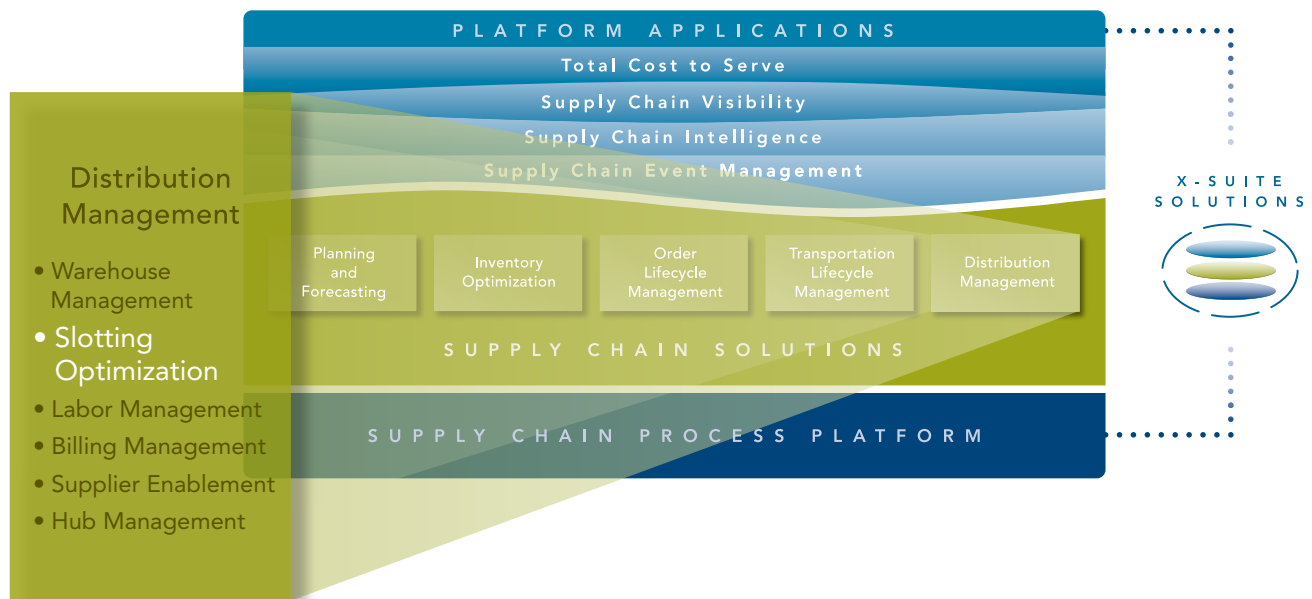 PLATFORM APPLICATIONS
Total Cost to Serve
Supply Chain Visibility
Supply Chain Intelligence
Supply Chain Event Management
Distribution
Management
• Warehouse
Management
• Slotting
Optimization
• Labor Management
• Billing Management
• Supplier Enablement
• Hub Management
Planning
and
Forecasting
Inventory
Optimization
Order
Lifecycle
Management
Transportation
Lifecycle
Management
Distribution
Management
SUPPLY CHAIN SOLUTIONS
SUPPLY CHAIN PROCESS PLATFORM
X-SUITE
SOLUTIONS